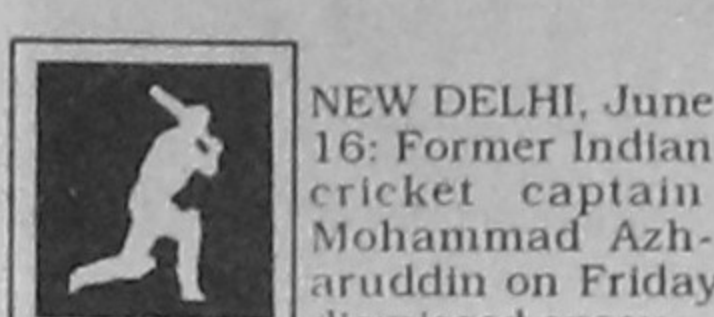 NEW DELHI, June
16: Former Indian
cricket captain
Mohammad Azh-
aruddin on Friday